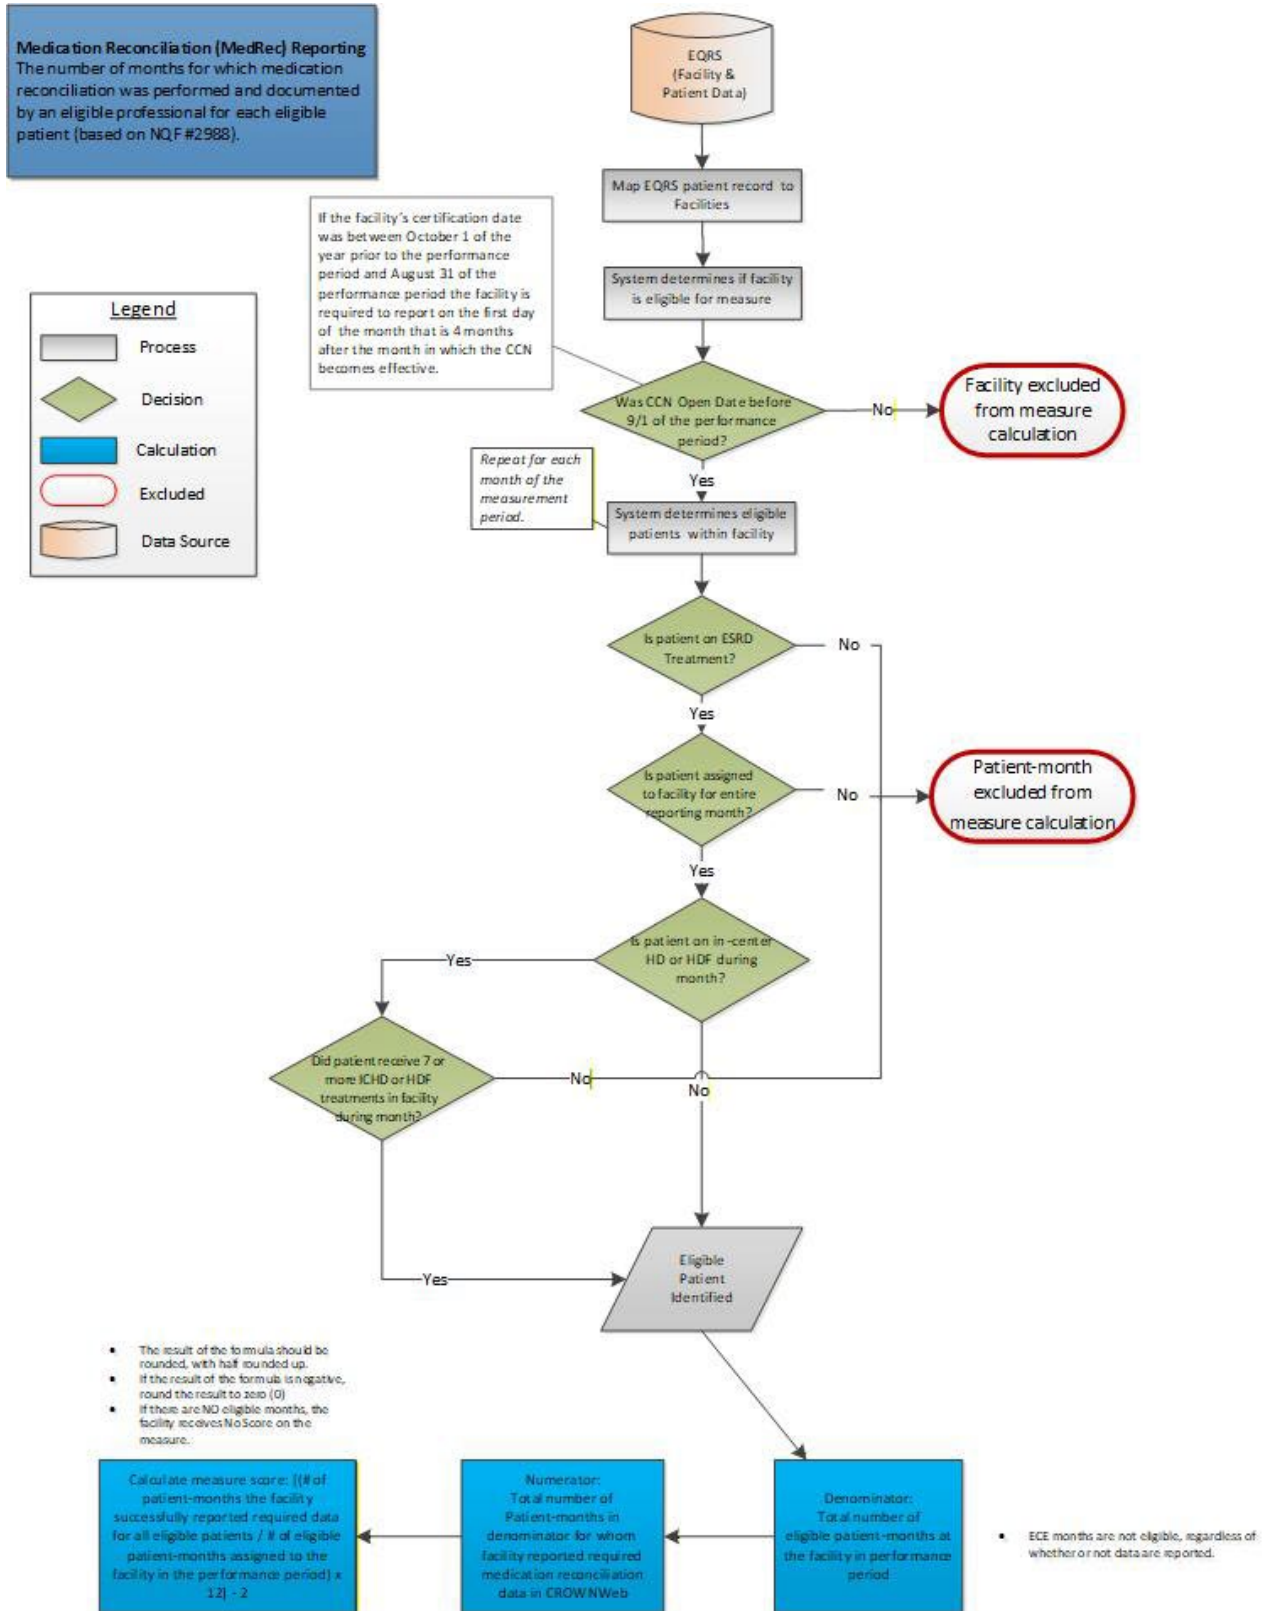 Medication Reconciliation (MedRec) Reporting
The number of months for which medication
reconciliation was performed and documented
by an eligible professional for each eligible
patient (based on NQF #2988).
EQRS
(Facility &
Patient Data)
Map EQRS patient record to
Facilities
If the facility's certification date
was between October 1 of the
year prior to the performance
period and August 31 of the
performance period the facility is
required to report on the first day
of the month that is 4 months
after the month in which the CCN
becomes effective.
System determines if facility
is eligible for measure
Legend
Process
Decision
Calculation
Excluded
Data Source
Was CCN Open Date before
9/1 of the performance
period?
No
Facility excluded
from measure
calculation
Yes
Repeat for each
month of the
measurement
period.
System determines eligible
patients within facility
Is patient on ESRD
Treatment?
No
Yes
Is patient assigned
to facility for entire
reporting month?
No
Patient-month
excluded from
measure calculation
Yes
Is patient on in-center
HD or HDF during
month?
Yes
Did patient receive 7 or
more ICHD or HDF
treatments in facility
during month?
No
No
Yes
Eligible
Patient
Identified
• The result of the formula should be
rounded, with half rounded up.
• If the result of the formula is negative,
round the result to zero (0)
• If there are NO eligible months, the
facility receives No Score on the
measure.
Calculate measure score: [(# of
patient-months the facility
successfully reported required data
for all eligible patients / # of eligible
patient-months assigned to the
facility in the performance period) x
12] - 2
Numerator:
Total number of
Patient-months in
denominator for whom
facility reported required
medication reconciliation
data in CROWNWeb
Denominator:
Total number of
eligible patient-months at
the facility in performance
period
• ECE months are not eligible, regardless of
whether or not data are reported.